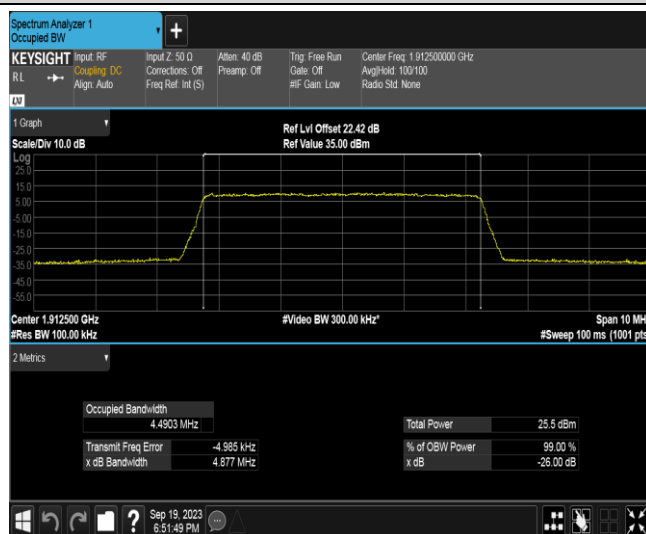 Spectrum Analyzer 1
Occupied BW
+
KEYSIGHT Input: RF Input Z: 50 Ω Atten: 40 dB Trig: Free Run Center Freq: 1.912500000 GHz
RL Coupling: DC Corrections: Off Preamp: Off Gate: Off Avg|Hold: 100/100
Align: Auto Freq Ref: Int (S) #IF Gain: Low Radio Std: None
LXI
1 Graph
Ref Lvl Offset 22.42 dB
Scale/Div 10.0 dB Ref Value 35.00 dBm
Log
25.0
15.0
5.00
-5.00
-15.0
-25.0
-35.0
-45.0
-55.0
Center 1.912500 GHz #Video BW 300.00 kHz* Span 10 MH
#Res BW 100.00 kHz #Sweep 100 ms (1001 pts
2 Metrics
Occupied Bandwidth
4.4903 MHz Total Power 25.5 dBm
Transmit Freq Error -4.985 kHz % of OBW Power 99.00 %
x dB Bandwidth 4.877 MHz x dB -26.00 dB
? Sep 19, 2023
6:51:49 PM